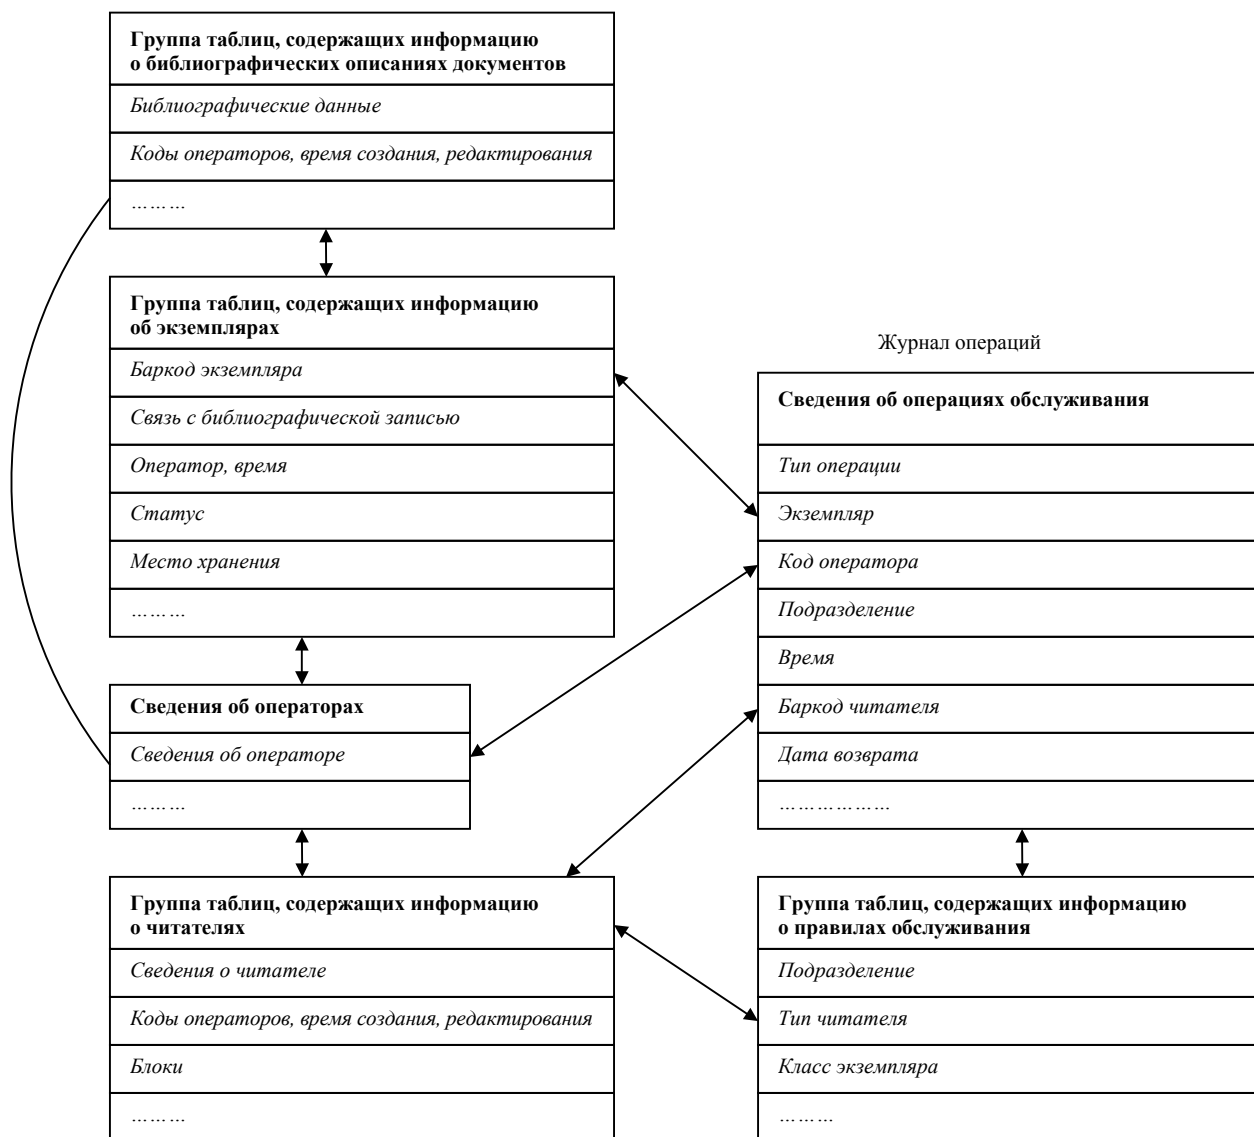 Группа таблиц, содержащих информацию
о библиографических описаниях документов
Библиографические данные
Коды операторов, время создания, редактирования
………
Группа таблиц, содержащих информацию
об экземплярах
Баркод экземпляра
Связь с библиографической записью
Оператор, время
Статус
Место хранения
………
Сведения об операторах
Сведения об операторе
………
Группа таблиц, содержащих информацию
о читателях
Сведения о читателе
Коды операторов, время создания, редактирования
Блоки
………
Журнал операций
Сведения об операциях обслуживания
Тип операции
Экземпляр
Код оператора
Подразделение
Время
Баркод читателя
Дата возврата
………………
Группа таблиц, содержащих информацию
о правилах обслуживания
Подразделение
Тип читателя
Класс экземпляра
………